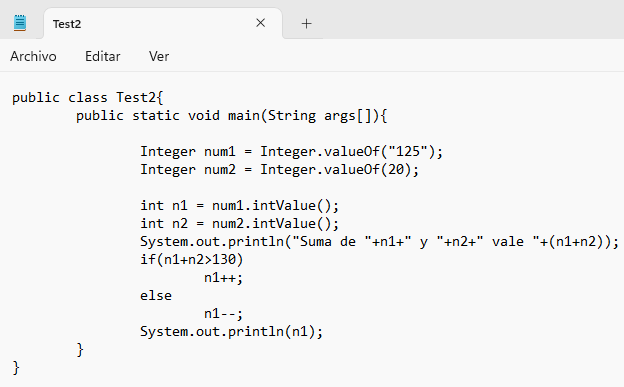 Test2
Archivo Editar Ver
public class Test2{
public static void main(String args[]){
Integer num1 = Integer.valueOf("125");
Integer num2 = Integer.valueOf(20);
int n1 = num1.intValue();
int n2 = num2.intValue();
System.out.println("Suma de "+n1+" y "+n2+" vale "+(n1+n2));
if(n1+n2>130)
n1++;
else
n1--;
System.out.println(n1);
}
}